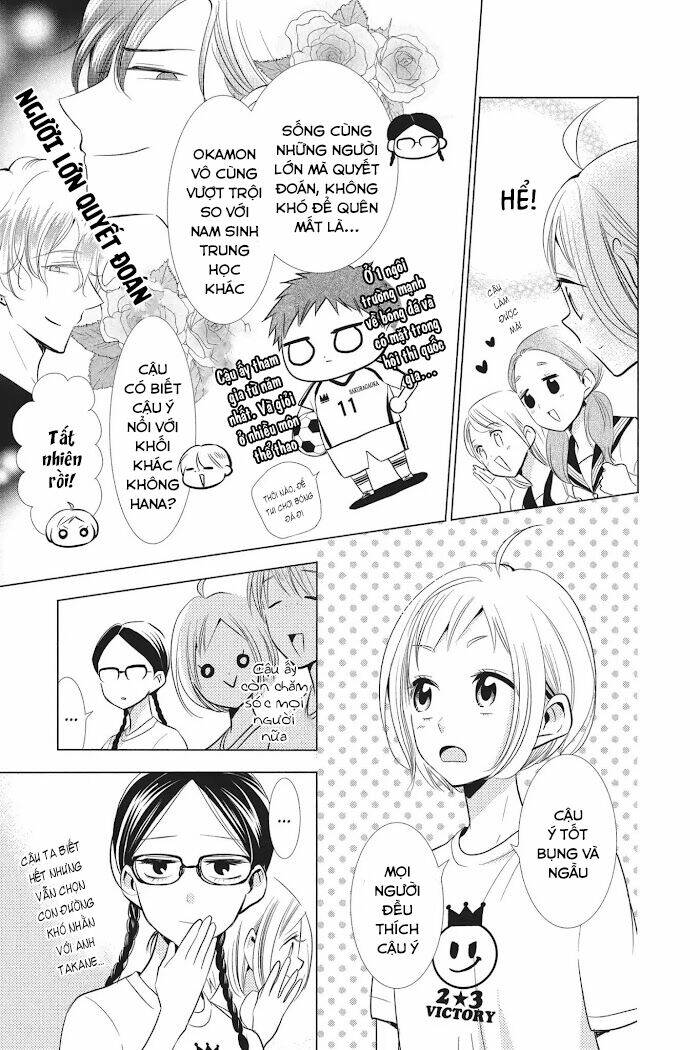 HỂ!
CẬU
LÀM
ĐƯỢC
MÀ!
SỐNG CÙNG
NHỮNG NGƯỜI
LỚN MÀ QUYẾT
ĐOÁN, KHÔNG
KHÓ ĐỂ QUÊN
MẤT LÀ...
OKAMON
VÔ CÙNG
VƯỢT TRỘI
SO VỚI
NAM SINH
TRUNG
HỌC
KHÁC
NGƯỜI LỚN QUYẾT ĐOÁN
Ở 1 ngôi
trường mạnh
về bóng đá và
có mặt trong
hội thi quốc
gia....
SAKURAGAOKA
11
Cậu ấy tham
gia từ năm
nhất. Và giỏi
ở nhiều môn
thể thao
THÔI NÀO, ĐỂ
TUI CHƠI BÓNG
ĐÁ ĐI
CẬU
CÓ BIẾT
CẬU Ý
NỔI VỚI
KHỐI
KHÁC
KHÔNG
HANA?
Tất
nhiên
rồi!
CẬU
Ý TỐT
BỤNG VÀ
NGẦU
MỌI
NGƯỜI
ĐỀU
THÍCH
CẬU Ý
2★3
VICTORY
Cậu ấy
còn chăm
sóc mọi
người
nữa
...
...
CẬU TA BIẾT
HẾT NHƯNG
VẪN CHỌN
CON ĐƯỜNG
KHÓ NHẰN
VỚI ANH
TAKANE...